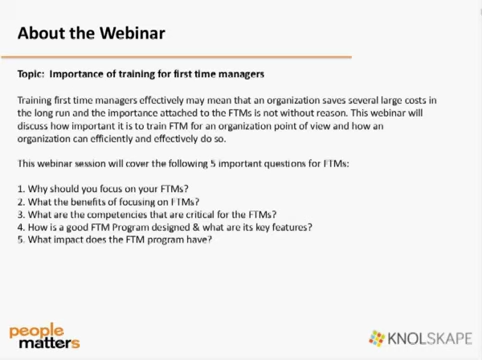 About the Webinar
Topic: Importance of training for first time managers
Training first time managers effectively may mean that an organization saves several large costs in
the long run and the importance attached to the FTMs is not without reason. This webinar will
discuss how important it is to train FTM for an organization point of view and how an
organization can efficiently and effectively do so.
This webinar session will cover the following 5 important questions for FTMs:
1. Why should you focus on your FTMs?
2. What the benefits of focusing on FTMs?
3. What are the competencies that are critical for the FTMs?
4. How is a good FTM Program designed & what are its key features?
5. What impact does the FTM program have?
people
matters
KNOLSKAPE